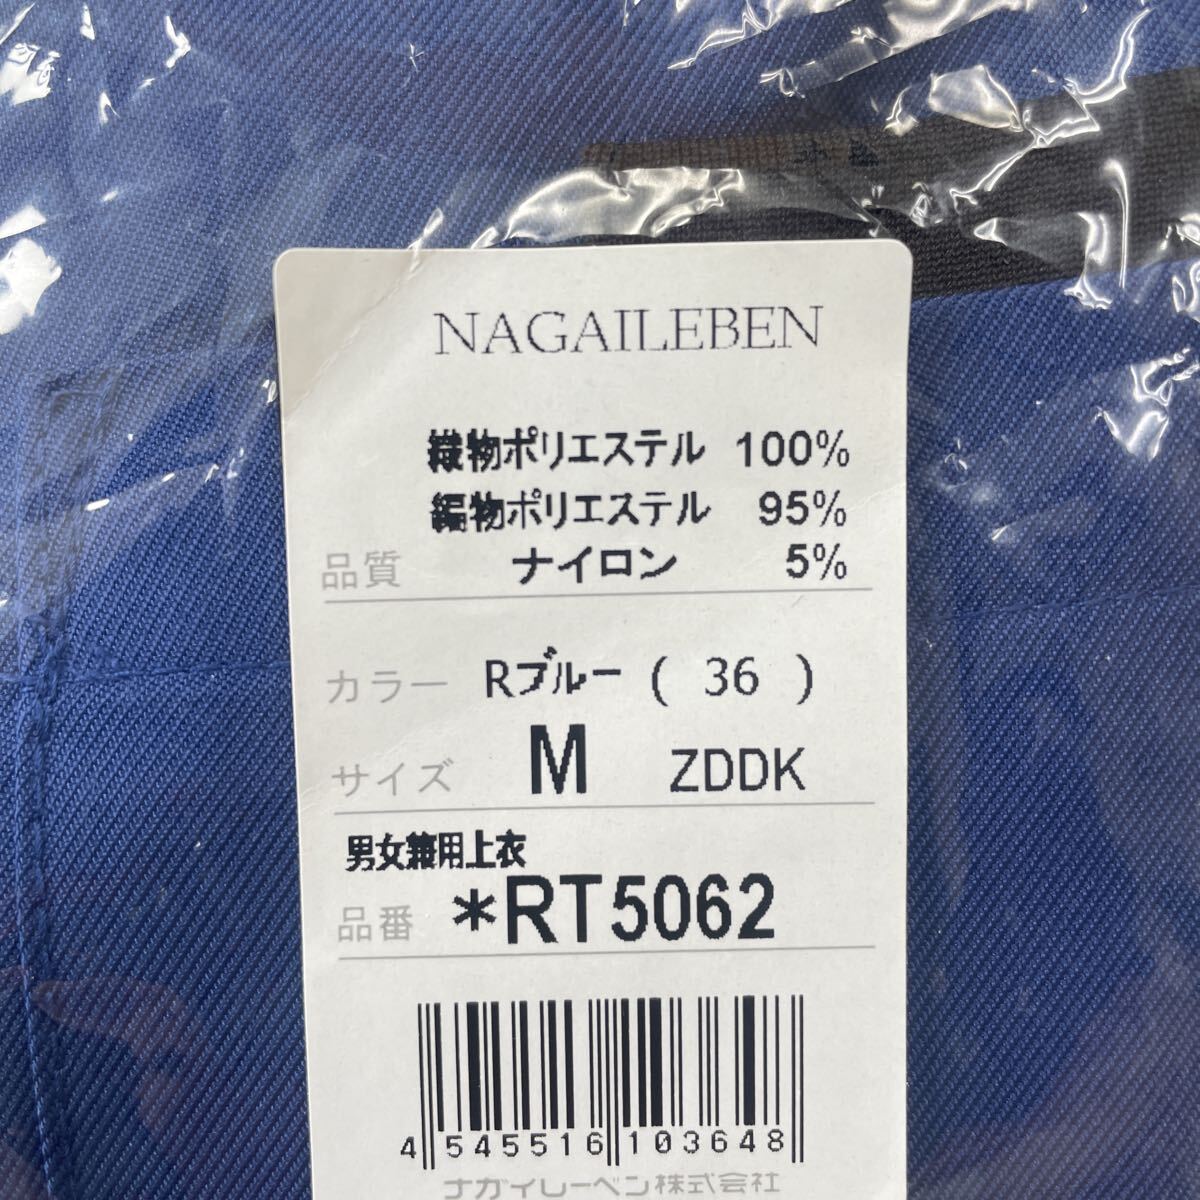 NAGAILEBEN
織物ポリエステル 100%
編物ポリエステル 95%
品質 ナイロン 5%
カラー Rブルー ( 36 )
サイズ M ZDDK
男女兼用上衣
品番 *RT5062
4 545516 103648
ナガイレーベン株式会社